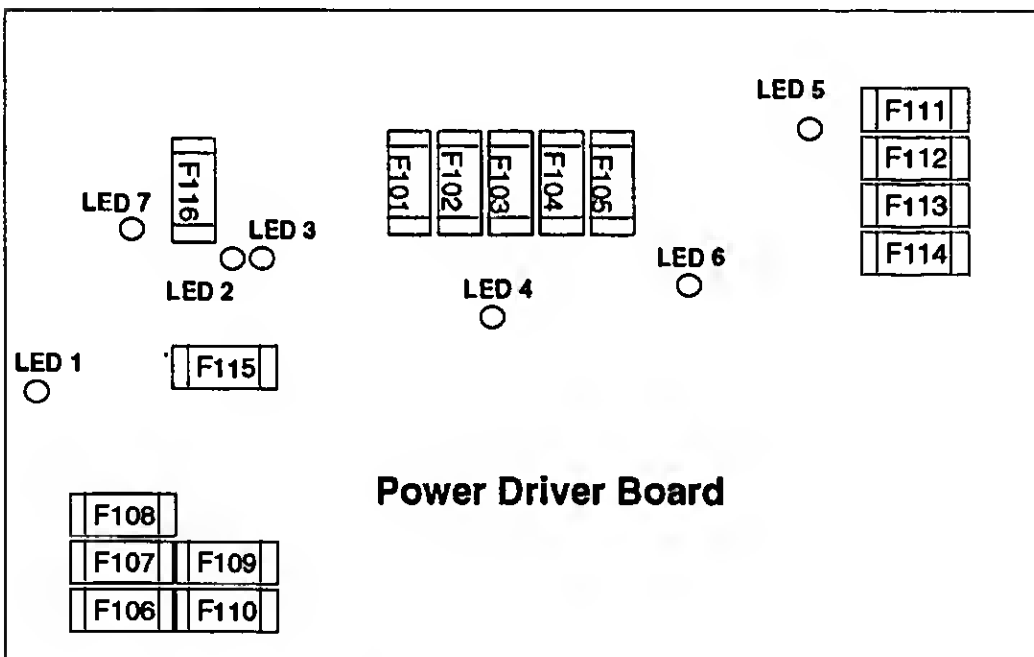 LED 5
F111
F112
F113
F114
F116
LED 7
LED 3
LED 2
F101
F102
F103
F104
F105
LED 6
LED 4
LED 1
F115
Power Driver Board
F108
F107
F109
F106
F110